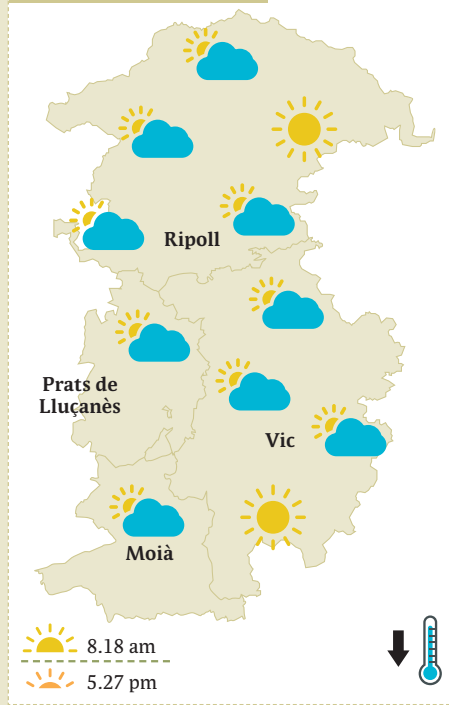 Ripoll
Prats de
Lluçanès
Vic
Moià
8.18 am
5.27 pm